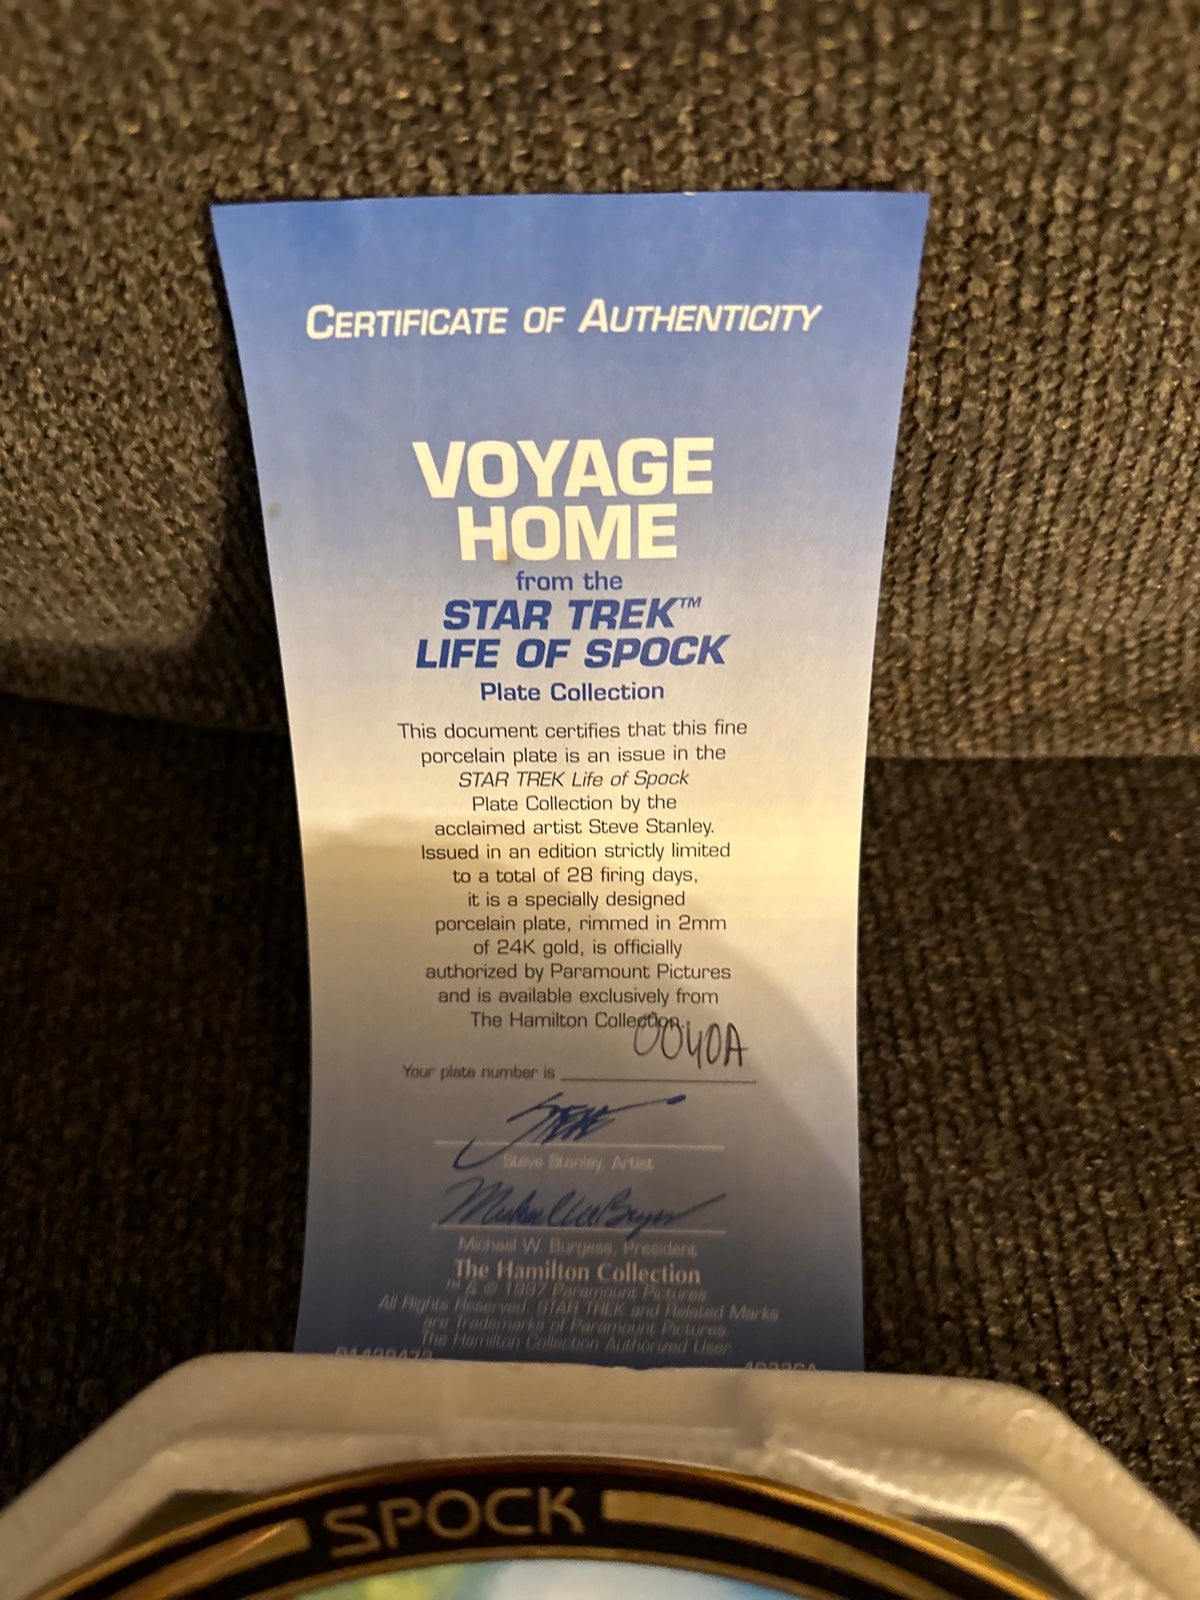 CERTIFICATE OF AUTHENTICITY
VOYAGE
HOME
from the
STAR TREK™
LIFE OF SPOCK
Plate Collection
This document certifies that this fine
porcelain plate is an issue in the
STAR TREK Life of Spock
Plate Collection by the
acclaimed artist Steve Stanley.
Issued in an edition strictly limited
to a total of 28 firing days,
it is a specially designed
porcelain plate, rimmed in 2mm
of 24K gold, is officially
authorized by Paramount Pictures
and is available exclusively from
The Hamilton Collection.
0040A
Your plate number is
Steve Stanley, Artist
Michael W. Burgess, President
The Hamilton Collection
™ & © 1997 Paramount Pictures
All Rights Reserved. STAR TREK and Related Marks
are Trademarks of Paramount Pictures.
The Hamilton Collection Authorized User.
SPOCK